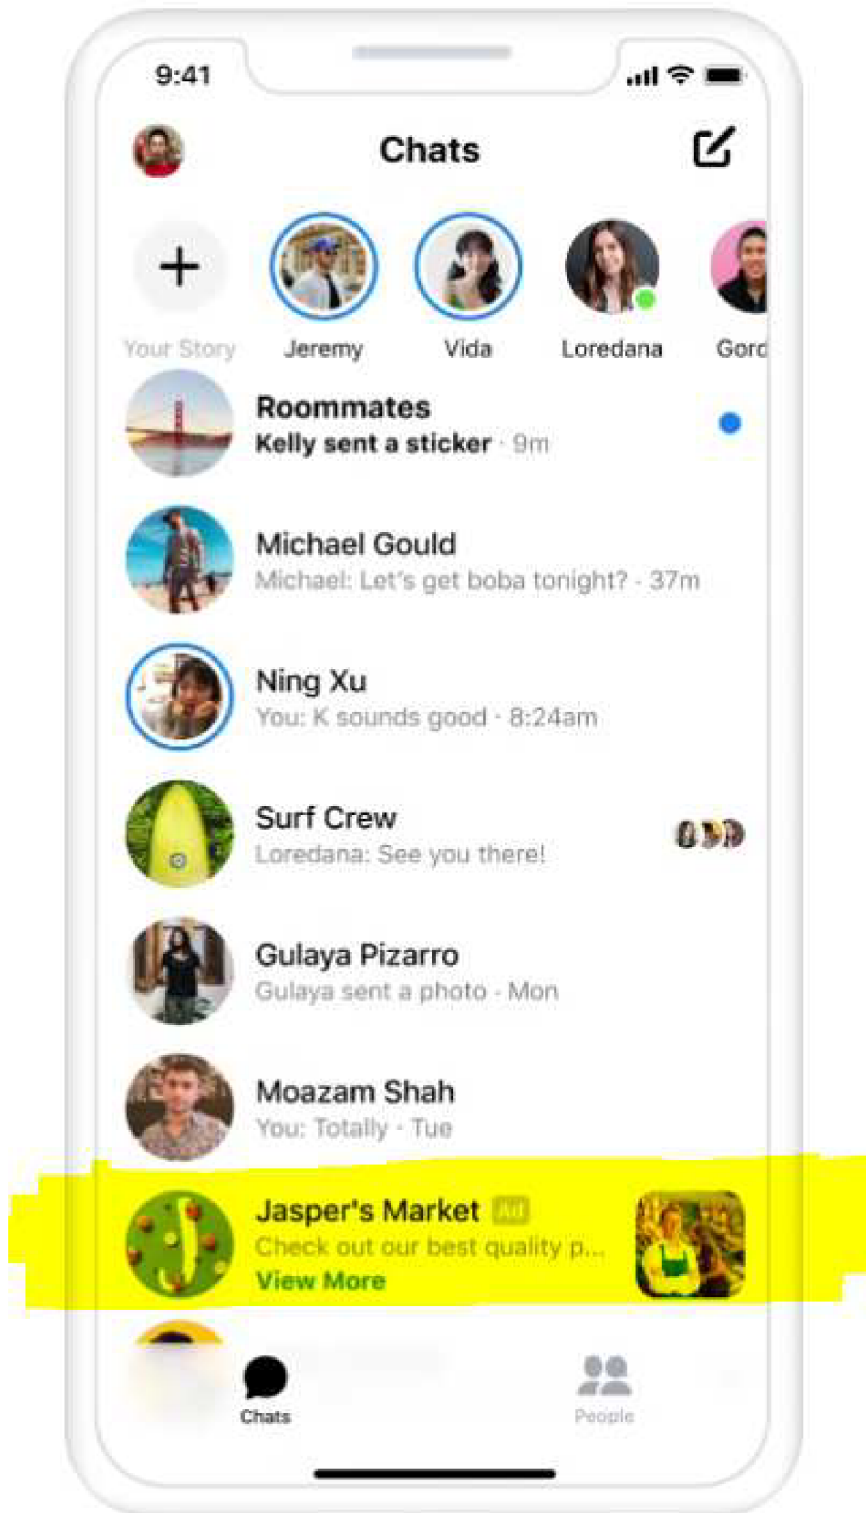 9:41
Chats
Your Story
Jeremy
Vida
Loredana
Gord
Roommates
Kelly sent a sticker · 9m
Michael Gould
Michael: Let's get boba tonight? · 37m
Ning Xu
You: K sounds good · 8:24am
Surf Crew
Loredana: See you there!
Gulaya Pizarro
Gulaya sent a photo · Mon
Moazam Shah
You: Totally · Tue
Jasper's Market Ad
Check out our best quality p...
View More
Chats
People